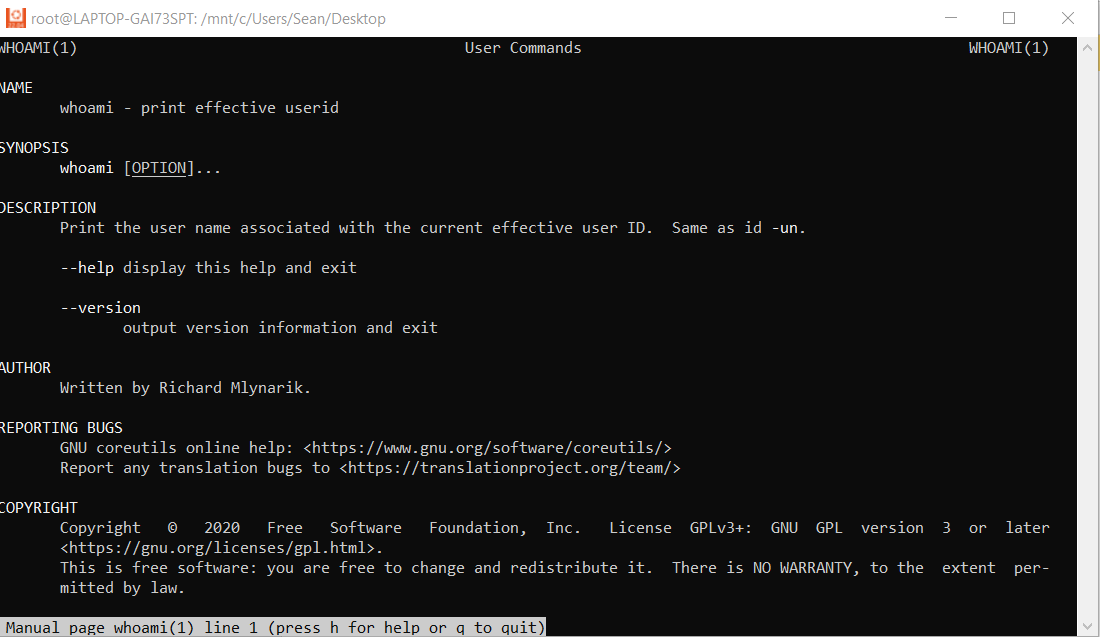 root@LAPTOP-GAI73SPT: /mnt/c/Users/Sean/Desktop
WHOAMI(1) User Commands WHOAMI(1)
NAME
whoami - print effective userid
SYNOPSIS
whoami [OPTION]...
DESCRIPTION
Print the user name associated with the current effective user ID.  Same as id -un.
--help display this help and exit
--version
output version information and exit
AUTHOR
Written by Richard Mlynarik.
REPORTING BUGS
GNU coreutils online help: <https://www.gnu.org/software/coreutils/>
Report any translation bugs to <https://translationproject.org/team/>
COPYRIGHT
Copyright © 2020 Free Software Foundation, Inc. License GPLv3+: GNU GPL version 3 or later
<https://gnu.org/licenses/gpl.html>.
This is free software: you are free to change and redistribute it.  There is NO WARRANTY, to the extent per-
mitted by law.
Manual page whoami(1) line 1 (press h for help or q to quit)